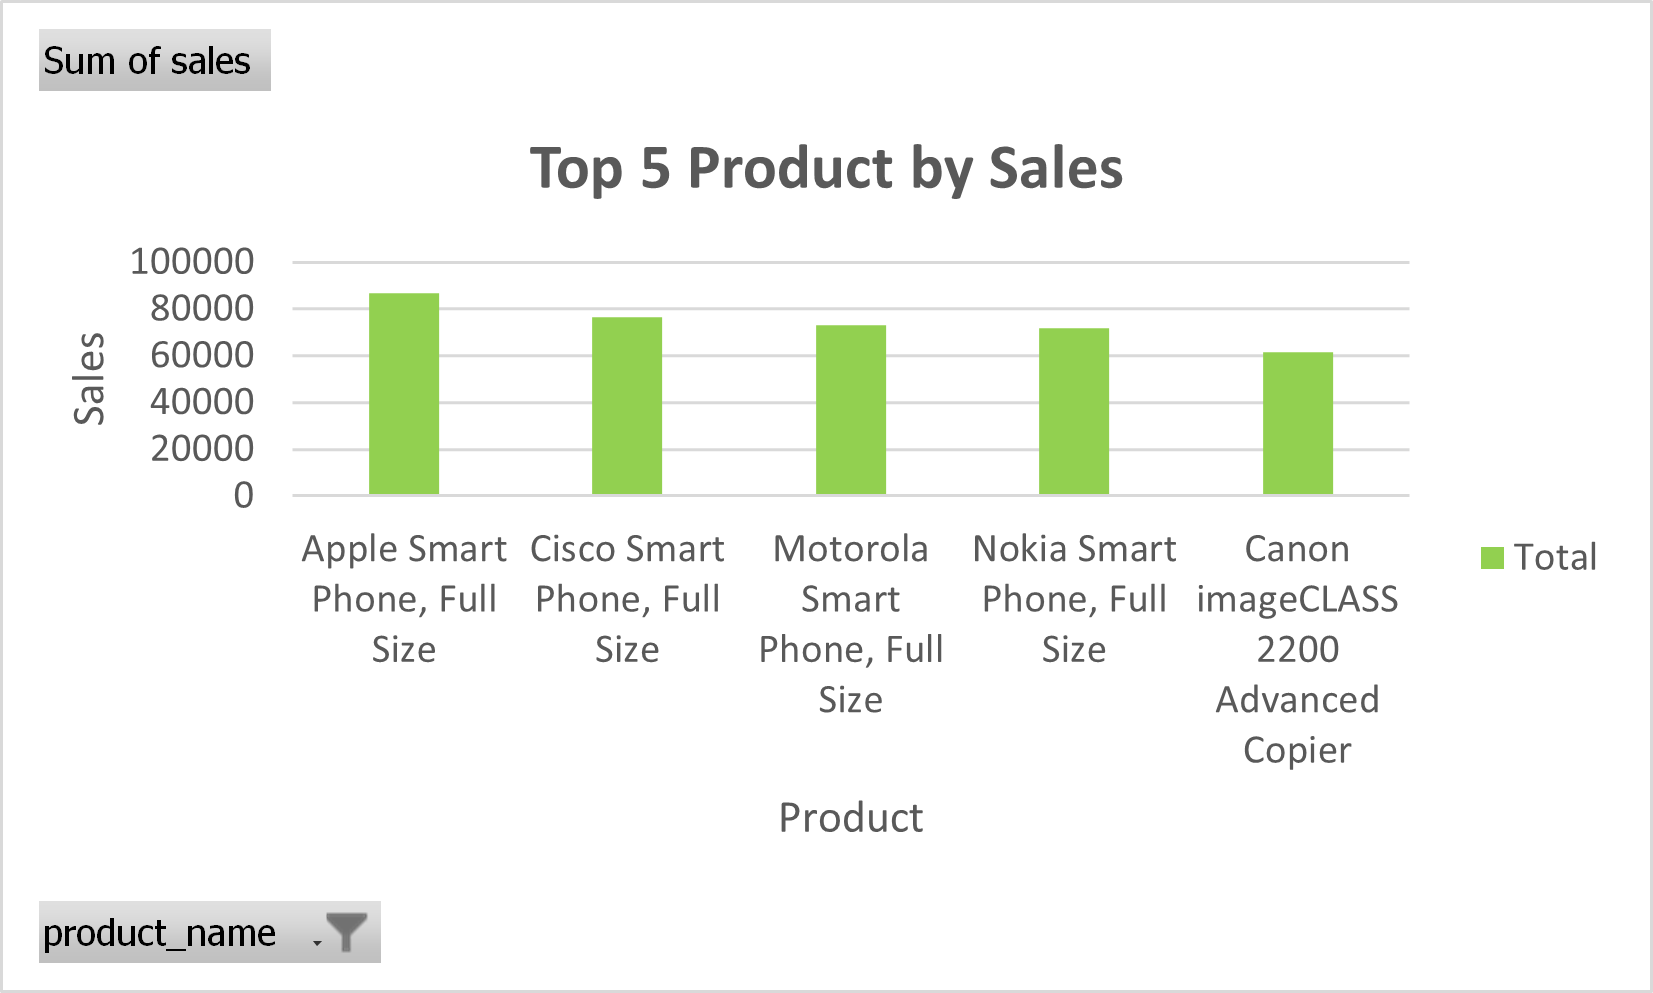 Sum of sales
Top 5 Product by Sales
100000
80000
60000
40000
20000
0
Sales
Apple Smart
Phone, Full
Size
Cisco Smart
Phone, Full
Size
Motorola
Smart
Phone, Full
Size
Nokia Smart
Phone, Full
Size
Canon
imageCLASS
2200
Advanced
Copier
Total
Product
product_name